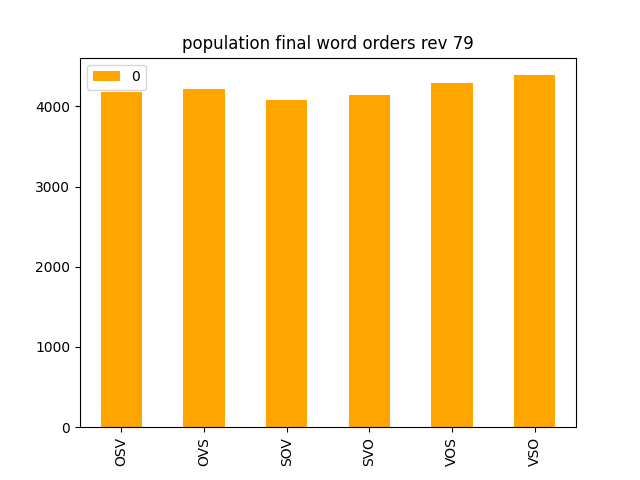 population final word orders rev 79
0
4000
3000
2000
1000
0
OSV
OVS
SOV
SVO
VOS
VSO